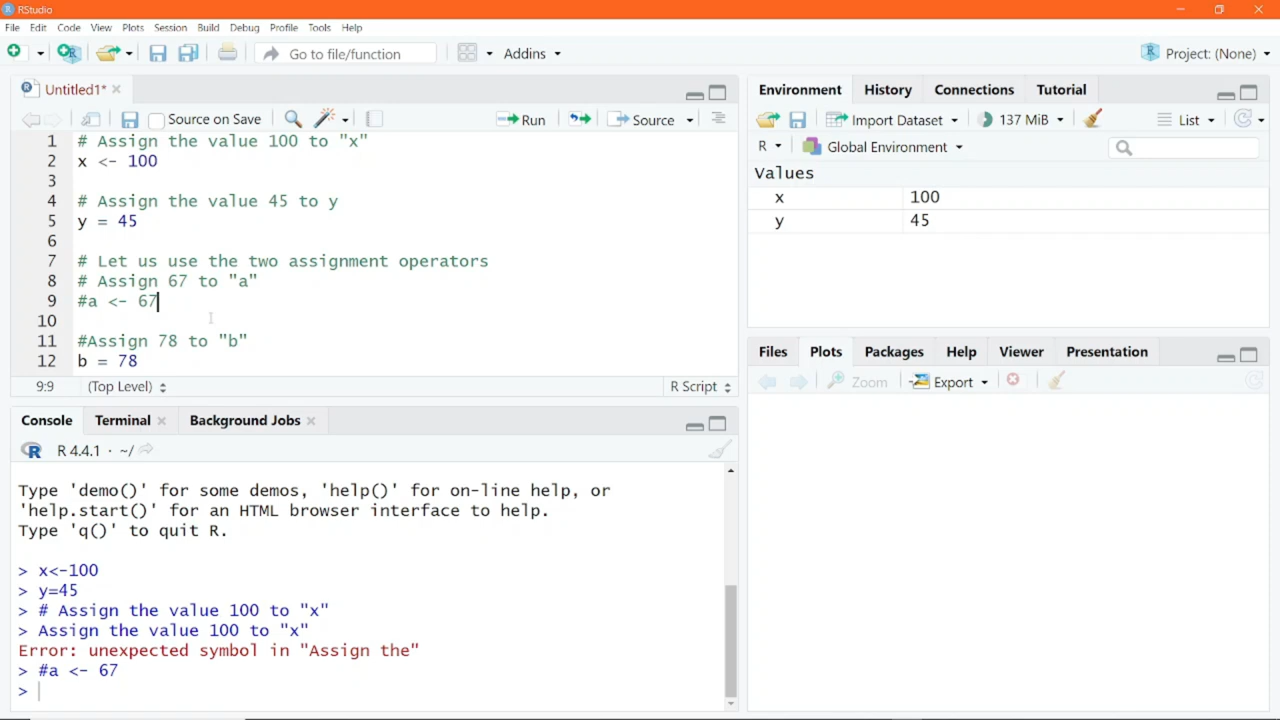 RStudio
File Edit Code View Plots Session Build Debug Profile Tools Help
Go to file/function Addins Project: (None)
Untitled1*
Source on Save Run Source
1 # Assign the value 100 to "x"
2 x <- 100
3
4 # Assign the value 45 to y
5 y = 45
6
7 # Let us use the two assignment operators
8 # Assign 67 to "a"
9 #a <- 67
10
11 #Assign 78 to "b"
12 b = 78
9:9 (Top Level) R Script
Console Terminal Background Jobs
R 4.4.1 · ~/
Type 'demo()' for some demos, 'help()' for on-line help, or
'help.start()' for an HTML browser interface to help.
Type 'q()' to quit R.
> x<-100
> y=45
> # Assign the value 100 to "x"
> Assign the value 100 to "x"
Error: unexpected symbol in "Assign the"
> #a <- 67
>
Environment History Connections Tutorial
Import Dataset 137 MiB List
R Global Environment
Values
x 100
y 45
Files Plots Packages Help Viewer Presentation
Zoom Export